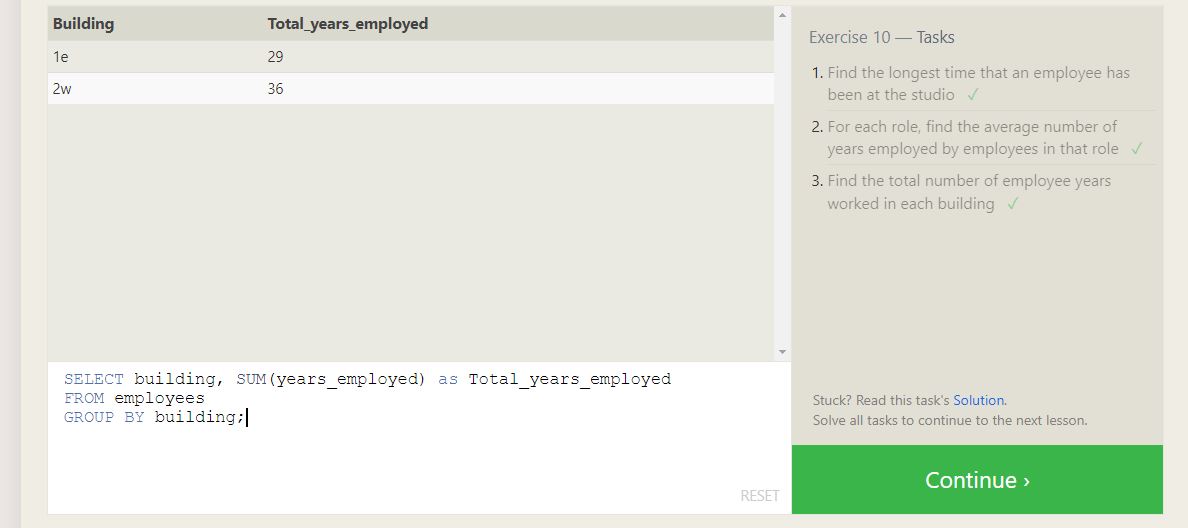 Building Total_years_employed
1e 29
2w 36
SELECT building, SUM(years_employed) as Total_years_employed
FROM employees
GROUP BY building;
RESET
Exercise 10 — Tasks
1. Find the longest time that an employee has
been at the studio ✓
2. For each role, find the average number of
years employed by employees in that role ✓
3. Find the total number of employee years
worked in each building ✓
Stuck? Read this task's Solution.
Solve all tasks to continue to the next lesson.
Continue ›